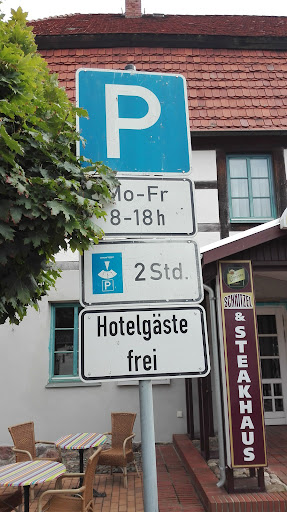 P
Mo-Fr
8-18h
P
2 Std.
Hotelgäste
frei
SCHNITZEL
& STEAKHAUS